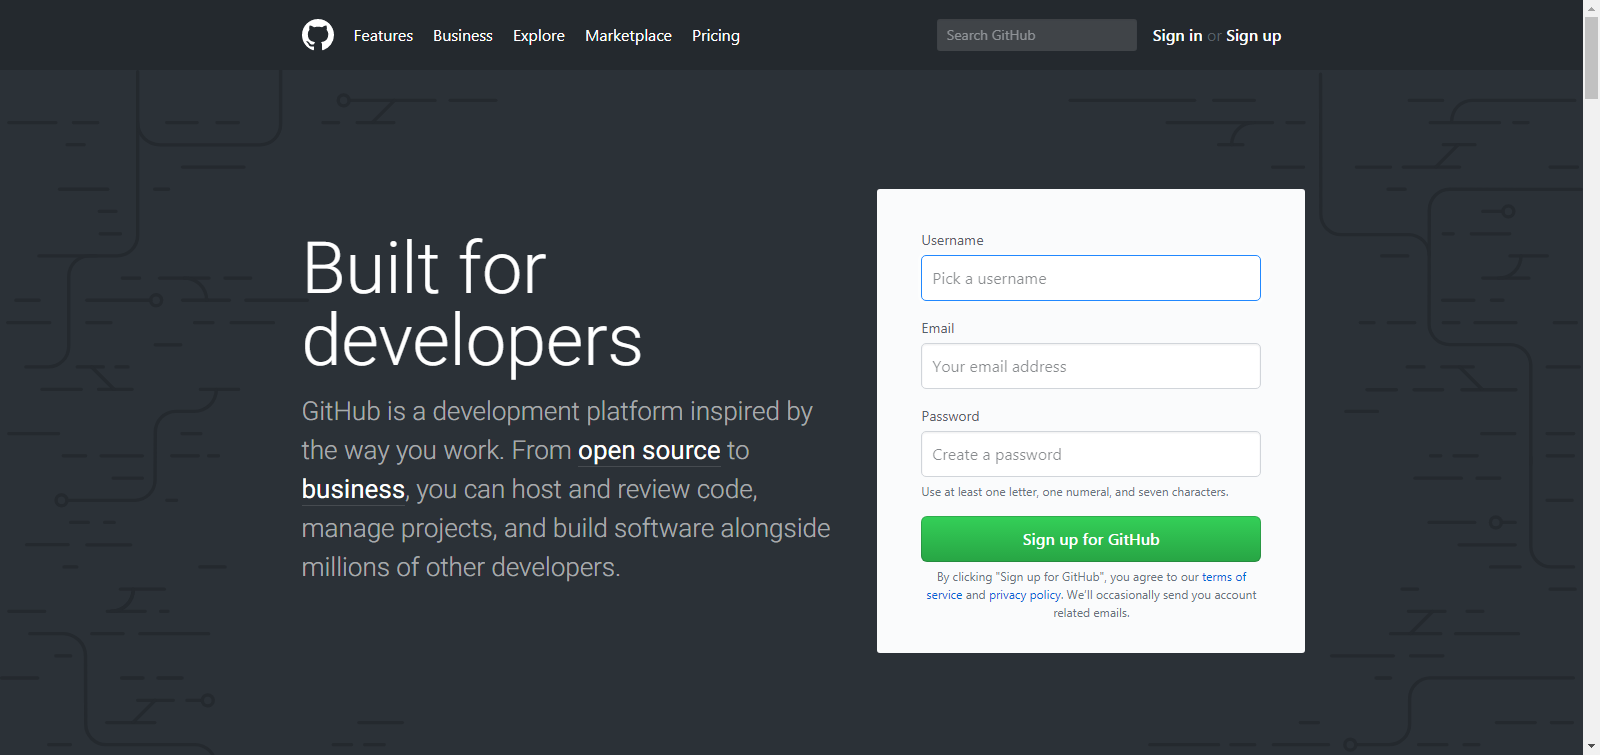 Features Business Explore Marketplace Pricing Search GitHub Sign in or Sign up
Built for
developers
GitHub is a development platform inspired by
the way you work. From open source to
business, you can host and review code,
manage projects, and build software alongside
millions of other developers.
Username
Pick a username
Email
Your email address
Password
Create a password
Use at least one letter, one numeral, and seven characters.
Sign up for GitHub
By clicking "Sign up for GitHub", you agree to our terms of
service and privacy policy. We'll occasionally send you account
related emails.